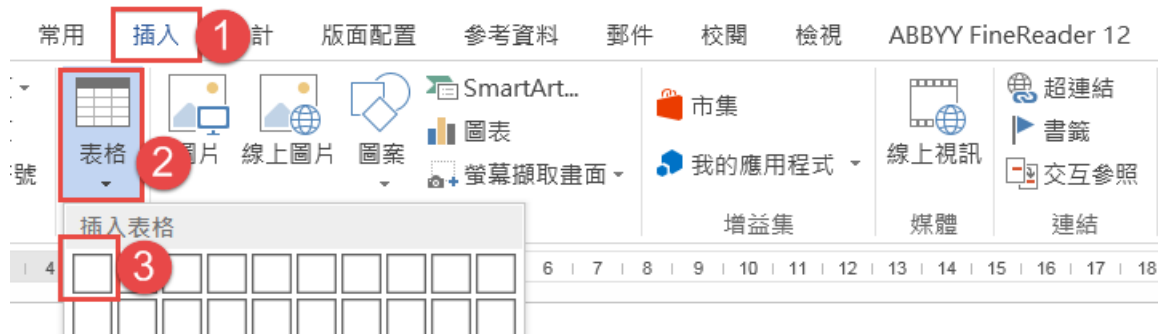 常用 插入 1 計 版面配置 參考資料 郵件 校閱 檢視 ABBYY FineReader 12
SmartArt... 超連結
市集
圖表 書籤
表格 2 片 線上圖片 圖案 線上視訊
我的應用程式
號 螢幕擷取畫面 交互參照
插入表格 增益集 媒體 連結
4 3 6 7 8 9 10 11 12 13 14 15 16 17 18